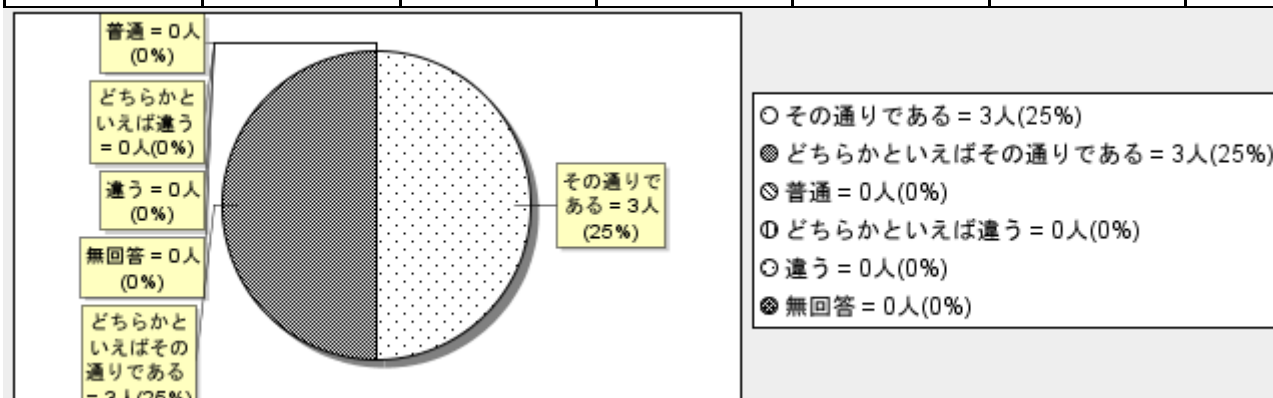 普通 = 0人
(0%)
どちらかと
いえば違う
= 0人(0%)
違う = 0人
(0%)
無回答 = 0人
(0%)
どちらかと
いえばその
通りである
= 3人(25%)
その通りで
ある = 3人
(25%)
その通りである = 3人(25%)
どちらかといえばその通りである = 3人(25%)
普通 = 0人(0%)
どちらかといえば違う = 0人(0%)
違う = 0人(0%)
無回答 = 0人(0%)